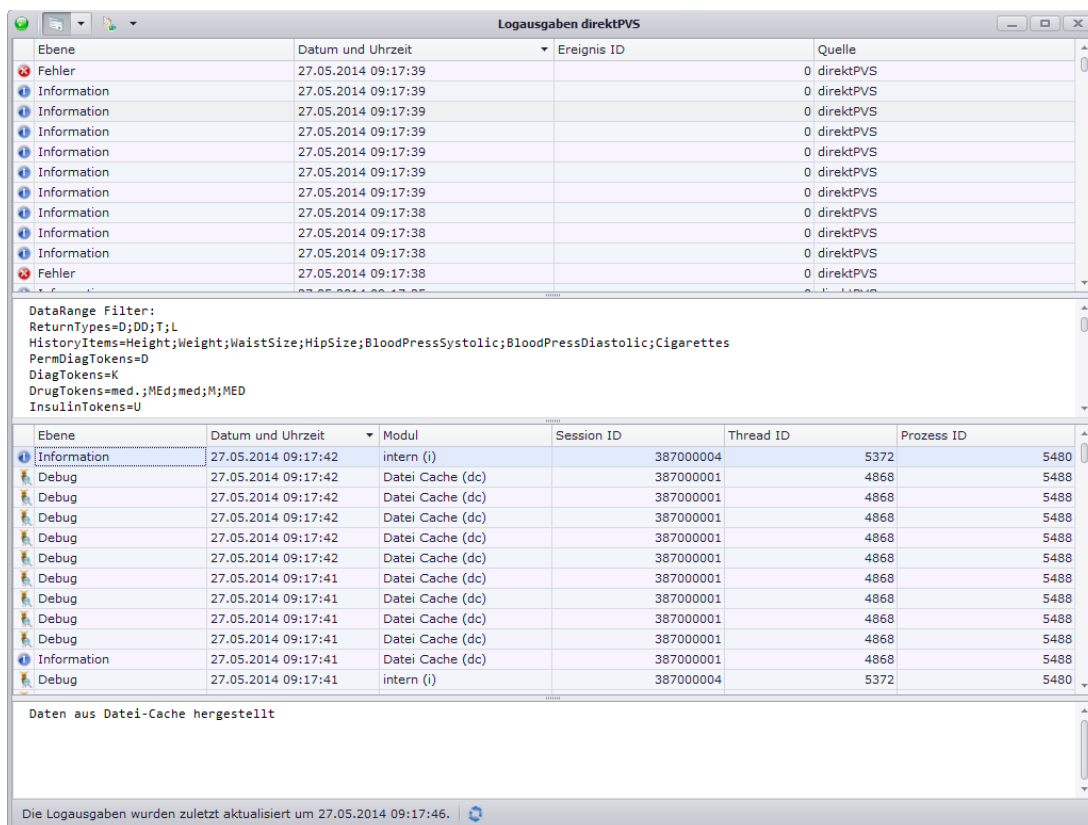 Logausgaben direktPVS
Ebene Datum und Uhrzeit Ereignis ID Quelle
Fehler 27.05.2014 09:17:39 0 direktPVS
Information 27.05.2014 09:17:39 0 direktPVS
Information 27.05.2014 09:17:39 0 direktPVS
Information 27.05.2014 09:17:39 0 direktPVS
Information 27.05.2014 09:17:39 0 direktPVS
Information 27.05.2014 09:17:39 0 direktPVS
Information 27.05.2014 09:17:39 0 direktPVS
Information 27.05.2014 09:17:38 0 direktPVS
Information 27.05.2014 09:17:38 0 direktPVS
Information 27.05.2014 09:17:38 0 direktPVS
Fehler 27.05.2014 09:17:38 0 direktPVS
DataRange Filter:
ReturnTypes=D;DD;T;L
HistoryItems=Height;Weight;WaistSize;HipSize;BloodPressSystolic;BloodPressDiastolic;Cigarettes
PermDiagTokens=D
DiagTokens=K
DrugTokens=med.;MEd;med;M;MED
InsulinTokens=U
Ebene Datum und Uhrzeit Modul Session ID Thread ID Prozess ID
Information 27.05.2014 09:17:42 intern (i) 387000004 5372 5480
Debug 27.05.2014 09:17:42 Datei Cache (dc) 387000001 4868 5488
Debug 27.05.2014 09:17:42 Datei Cache (dc) 387000001 4868 5488
Debug 27.05.2014 09:17:42 Datei Cache (dc) 387000001 4868 5488
Debug 27.05.2014 09:17:42 Datei Cache (dc) 387000001 4868 5488
Debug 27.05.2014 09:17:42 Datei Cache (dc) 387000001 4868 5488
Debug 27.05.2014 09:17:41 Datei Cache (dc) 387000001 4868 5488
Debug 27.05.2014 09:17:41 Datei Cache (dc) 387000001 4868 5488
Debug 27.05.2014 09:17:41 Datei Cache (dc) 387000001 4868 5488
Debug 27.05.2014 09:17:41 Datei Cache (dc) 387000001 4868 5488
Information 27.05.2014 09:17:41 Datei Cache (dc) 387000001 4868 5488
Debug 27.05.2014 09:17:41 intern (i) 387000004 5372 5480
Daten aus Datei-Cache hergestellt
Die Logausgaben wurden zuletzt aktualisiert um 27.05.2014 09:17:46.